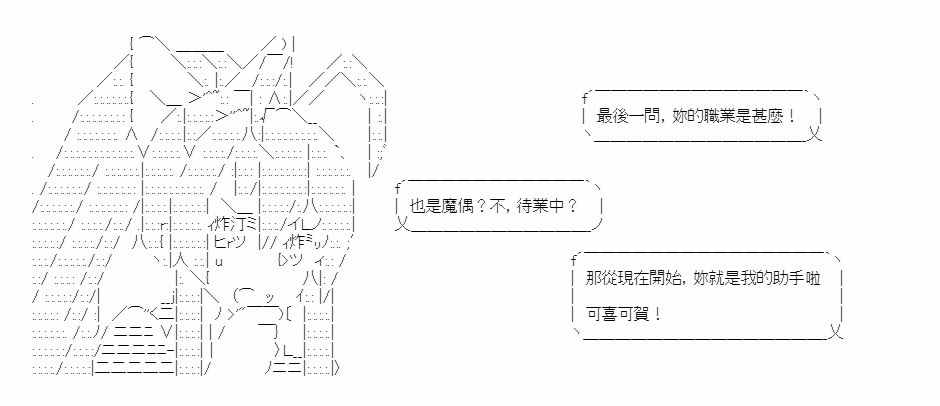 最後一問, 妳的職業是甚麼！
也是魔偶？不, 待業中？
那從現在開始, 妳就是我的助手啦
可喜可賀！